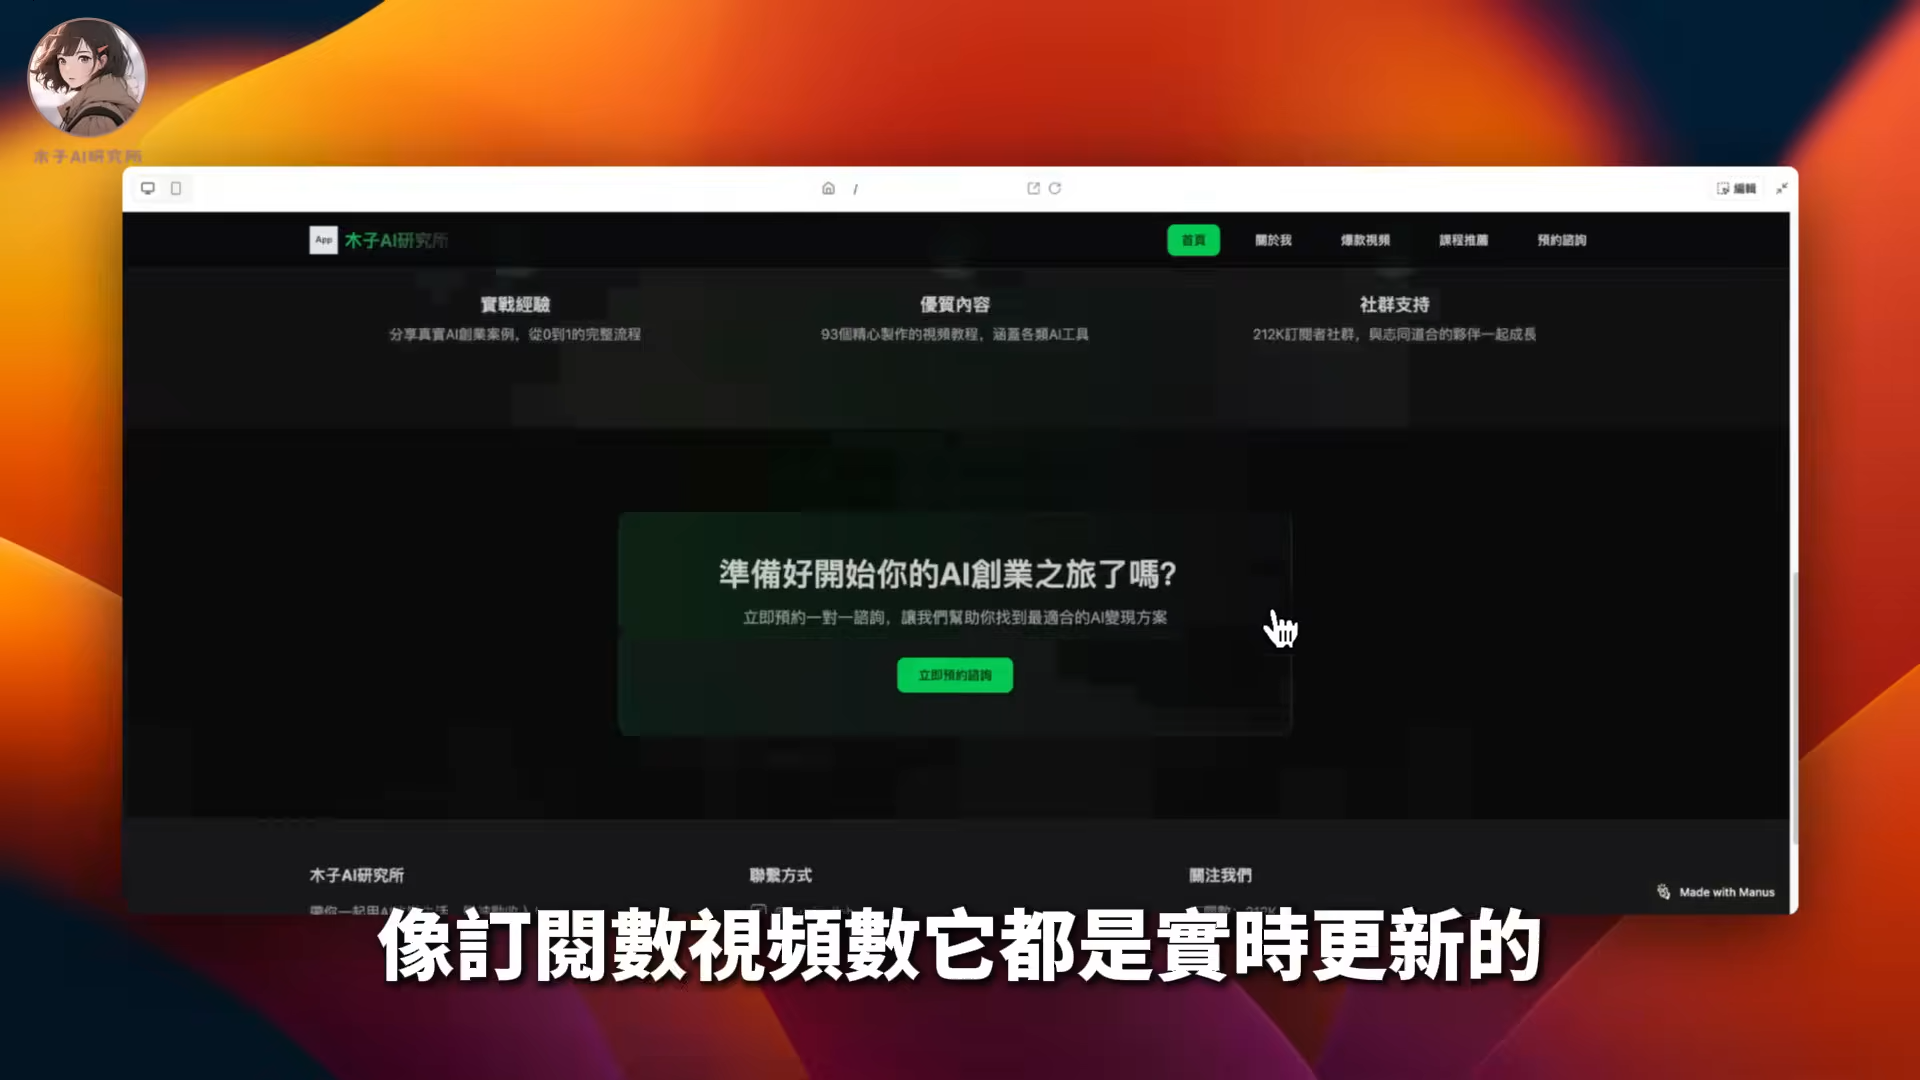 木子AI研究所
/
編輯
App
木子AI研究所
首頁
關於我
爆款視頻
課程推薦
預約諮詢
實戰經驗
優質內容
社群支持
分享真實AI創業案例，從0到1的完整流程
93個精心製作的視頻教程，涵蓋各類AI工具
212K訂閱者社群，與志同道合的夥伴一起成長
準備好開始你的AI創業之旅了嗎?
立即預約一對一諮詢，讓我們幫助你找到最適合的AI變現方案
立即預約諮詢
木子AI研究所
聯繫方式
關注我們
Made with Manus
像訂閱數視頻數它都是實時更新的